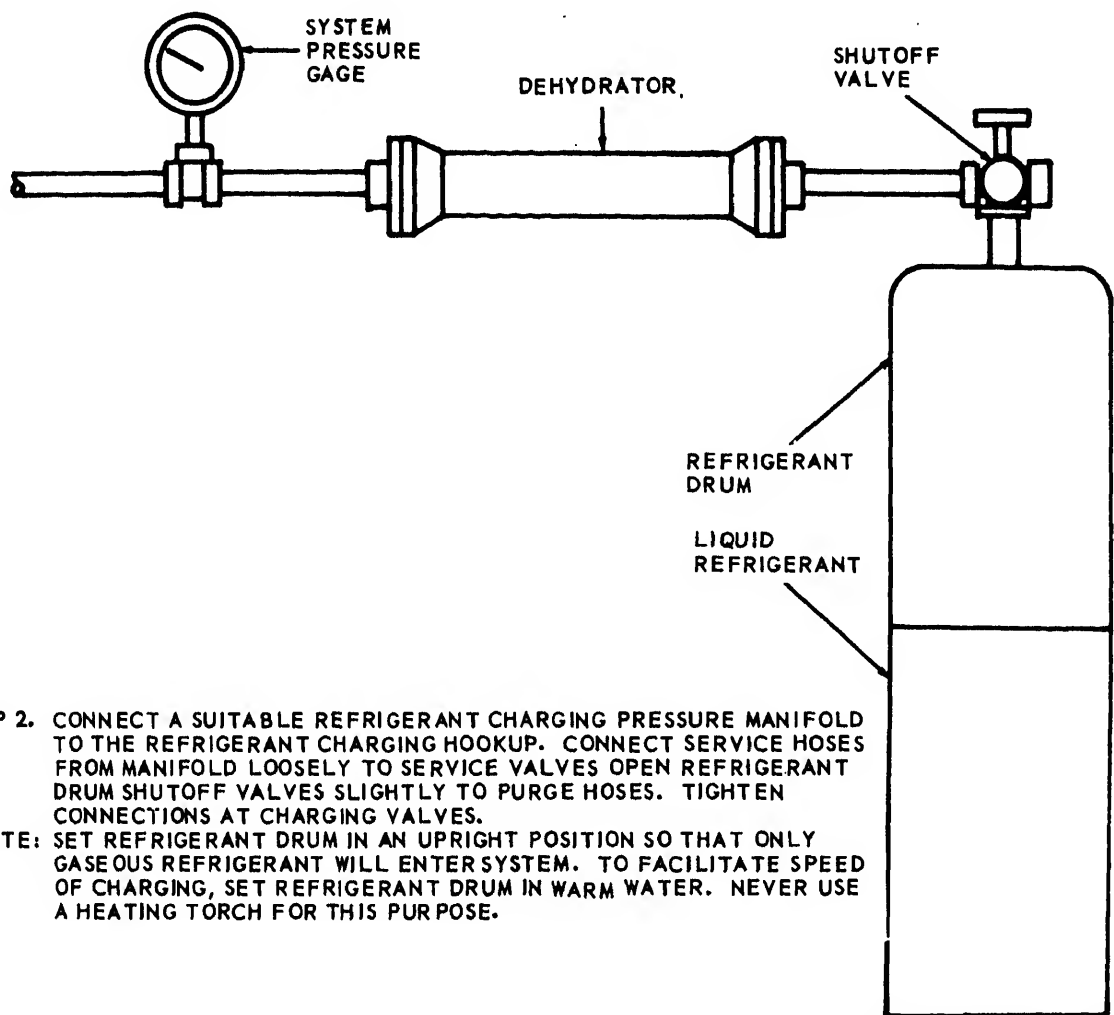 SYSTEM
PRESSURE
GAGE
DEHYDRATOR.
SHUTOFF
VALVE
REFRIGERANT
DRUM
LIQUID
REFRIGERANT
P 2. CONNECT A SUITABLE REFRIGERANT CHARGING PRESSURE MANIFOLD
TO THE REFRIGERANT CHARGING HOOKUP. CONNECT SERVICE HOSES
FROM MANIFOLD LOOSELY TO SERVICE VALVES OPEN REFRIGERANT
DRUM SHUTOFF VALVES SLIGHTLY TO PURGE HOSES. TIGHTEN
CONNECTIONS AT CHARGING VALVES.
TE: SET REFRIGERANT DRUM IN AN UPRIGHT POSITION SO THAT ONLY
GASEOUS REFRIGERANT WILL ENTER SYSTEM. TO FACILITATE SPEED
OF CHARGING, SET REFRIGERANT DRUM IN WARM WATER. NEVER USE
A HEATING TORCH FOR THIS PURPOSE.